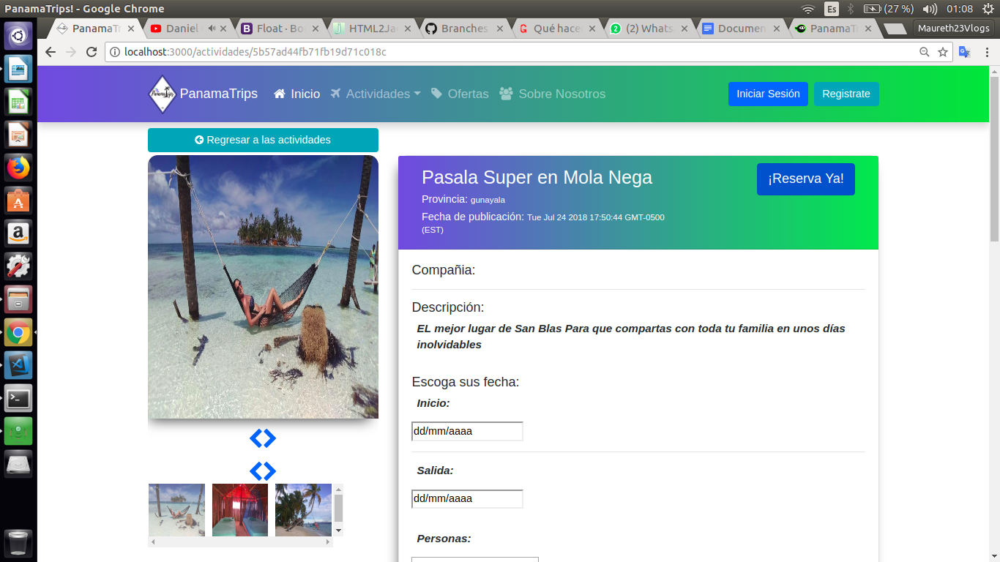 PanamaTrips! - Google Chrome
Es
(27 %)
01:08
PanamaTr
Daniel
Float · Bo
HTML2Ja
Branches
Qué hace
(2) Whats
Documen
PanamaTr
Maureth23Vlogs
localhost:3000/actividades/5b57ad44fb71fb19d71c018c
PanamaTrips
Inicio
Actividades
Ofertas
Sobre Nosotros
Iniciar Sesión
Registrate
Regresar a las actividades
Pasala Super en Mola Nega
¡Reserva Ya!
Provincia: gunayala
Fecha de publicación: Tue Jul 24 2018 17:50:44 GMT-0500
(EST)
Compañia:
Descripción:
EL mejor lugar de San Blas Para que compartas con toda tu familia en unos días
inolvidables
Escoga sus fecha:
Inicio:
dd/mm/aaaa
Salida:
dd/mm/aaaa
Personas: